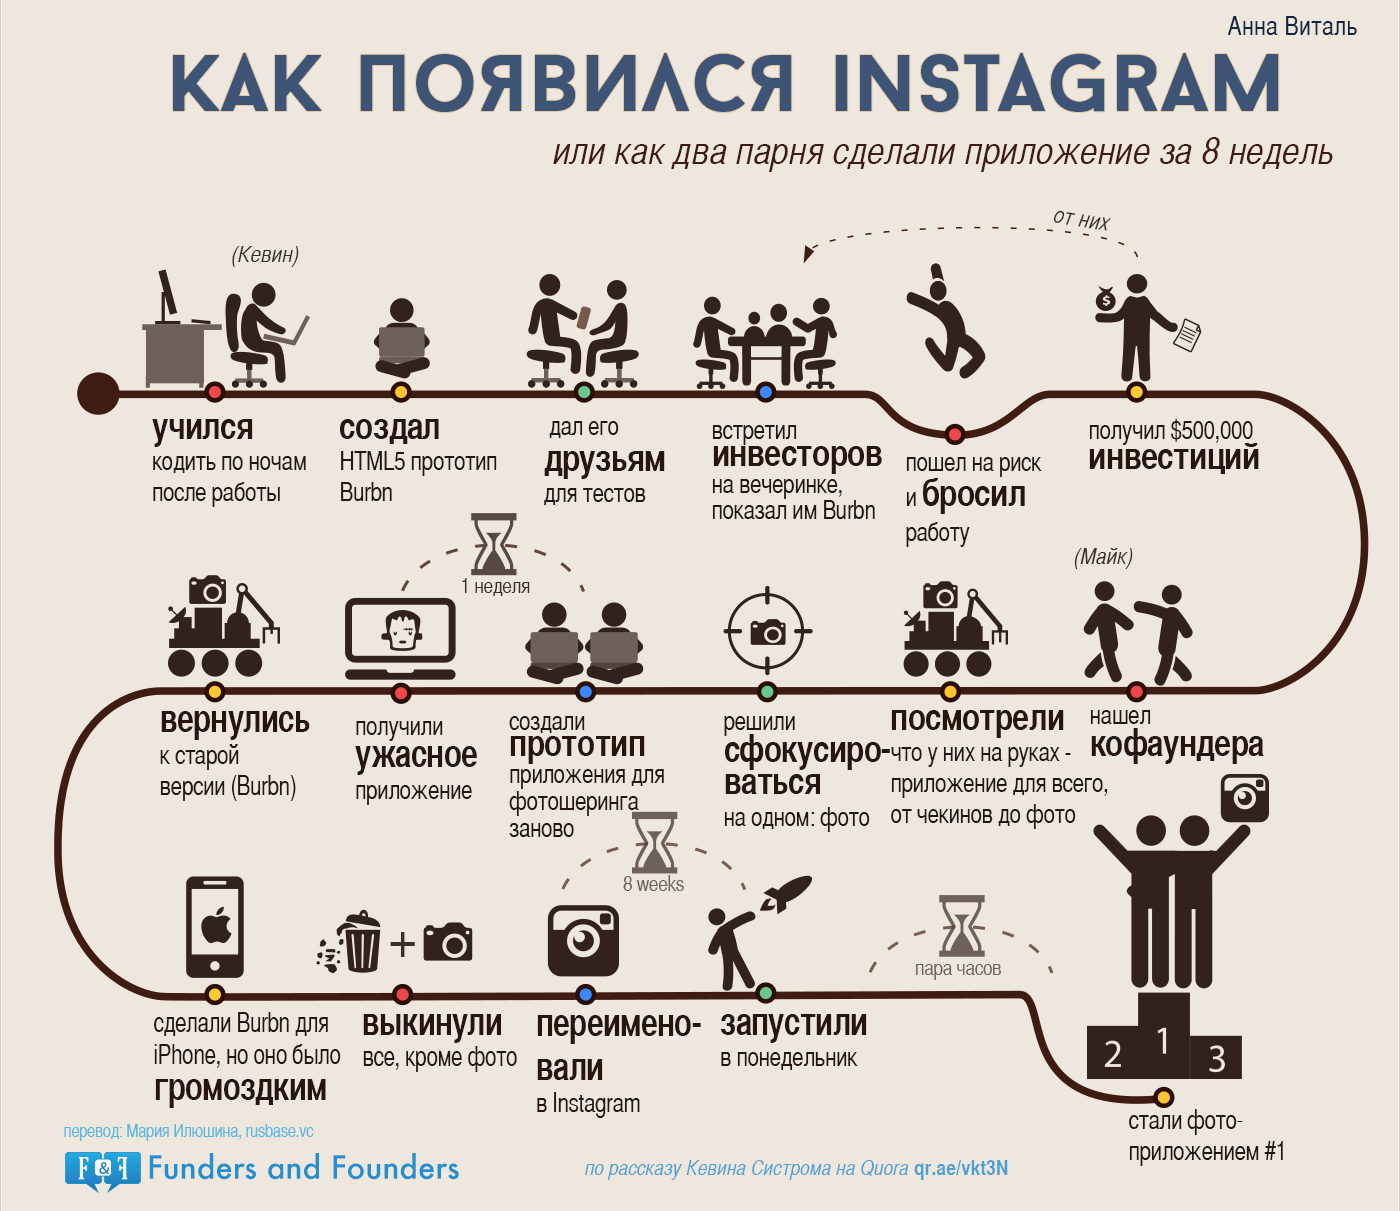 Анна Виталь
КАК ПОЯВИЛСЯ INSTAGRAM
или как два парня сделали приложение за 8 недель
от них
(Кевин)
$
учился
кодить по ночам
после работы
создал
HTML5 прототип
Burbn
дал его
друзьям
для тестов
встретил
инвесторов
на вечеринке,
показал им Burbn
пошел на риск
и бросил
работу
получил $500,000
инвестиций
(Майк)
нашел
кофаундера
посмотрели
что у них на руках -
приложение для всего,
от чекинов до фото
решили
сфокусиро-
ваться
на одном: фото
1 неделя
создали
прототип
приложения для
фотошеринга
заново
получили
ужасное
приложение
вернулись
к старой
версии (Burbn)
сделали Burbn для
iPhone, но оно было
громоздким
+
выкинули
все, кроме фото
8 weeks
переимено-
вали
в Instagram
запустили
в понедельник
пара часов
2 1 3
стали фото-
приложением #1
перевод: Мария Илюшина, rusbase.vc
F&F Funders and Founders
по рассказу Кевина Систрома на Quora qr.ae/vkt3N